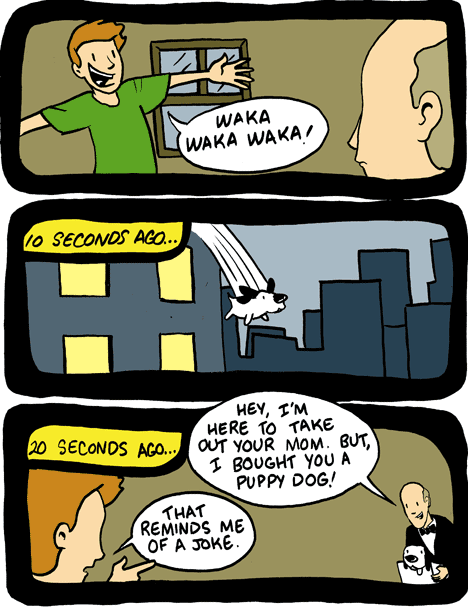 WAKA
WAKA WAKA!
10 SECONDS AGO...
20 SECONDS AGO...
HEY, I'M
HERE TO TAKE
OUT YOUR MOM. BUT,
I BOUGHT YOU A
PUPPY DOG!
THAT
REMINDS ME
OF A JOKE.